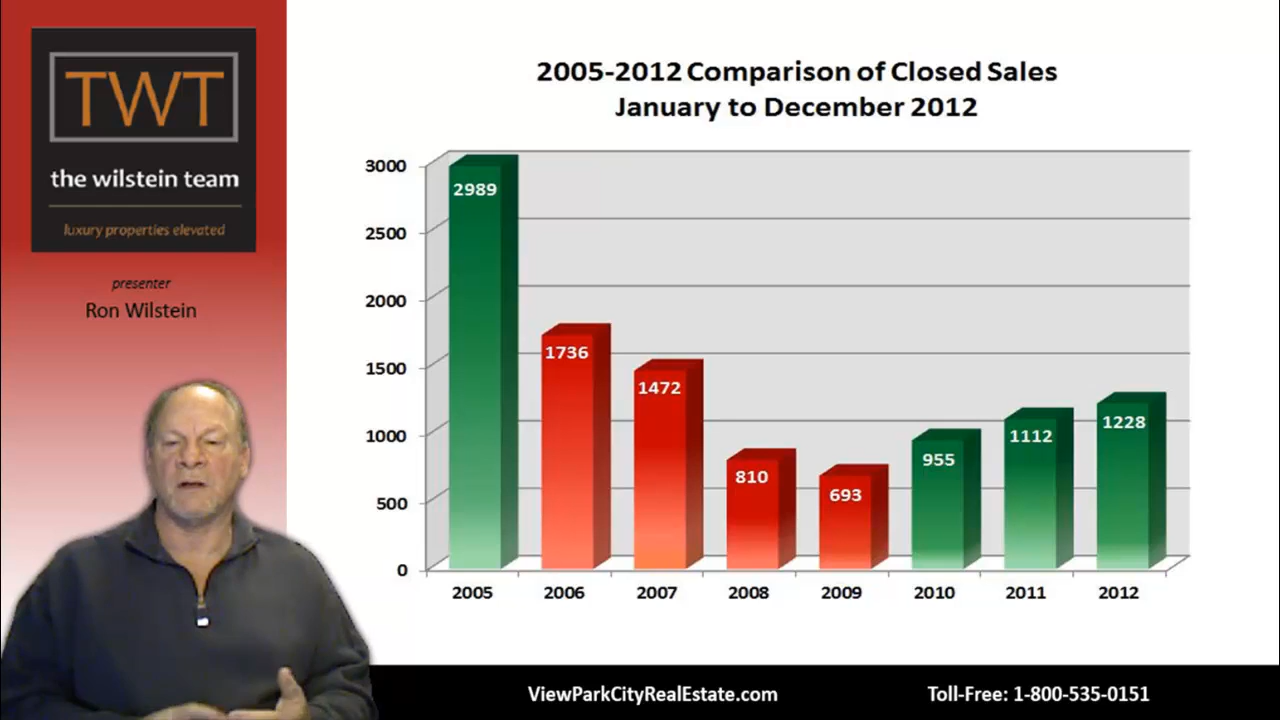 TWT
the wilstein team
luxury properties elevated
presenter
Ron Wilstein
2005-2012 Comparison of Closed Sales
January to December 2012
3000
2500
2000
1500
1000
500
0
2989
1736
1472
810
693
955
1112
1228
2005 2006 2007 2008 2009 2010 2011 2012
ViewParkCityRealEstate.com Toll-Free: 1-800-535-0151